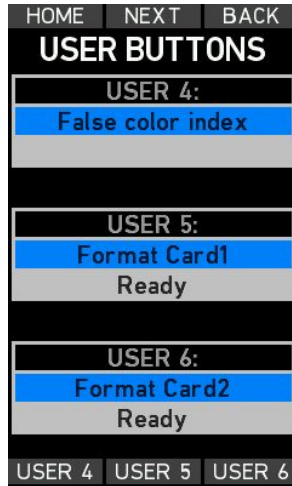 HOME NEXT BACK
USER BUTTONS
USER 4:
False color index
USER 5:
Format Card1
Ready
USER 6:
Format Card2
Ready
USER 4 USER 5 USER 6